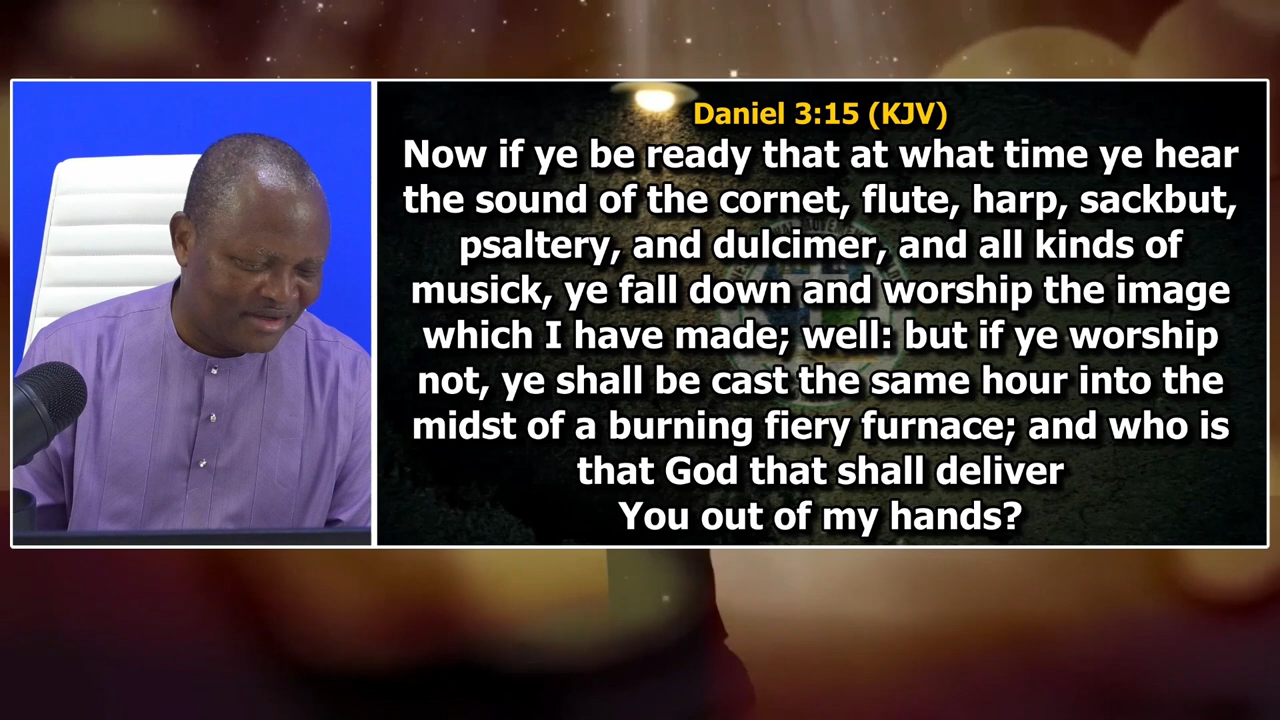 Daniel 3:15 (KJV)
Now if ye be ready that at what time ye hear
the sound of the cornet, flute, harp, sackbut,
psaltery, and dulcimer, and all kinds of
musick, ye fall down and worship the image
which I have made; well: but if ye worship
not, ye shall be cast the same hour into the
midst of a burning fiery furnace; and who is
that God that shall deliver
You out of my hands?